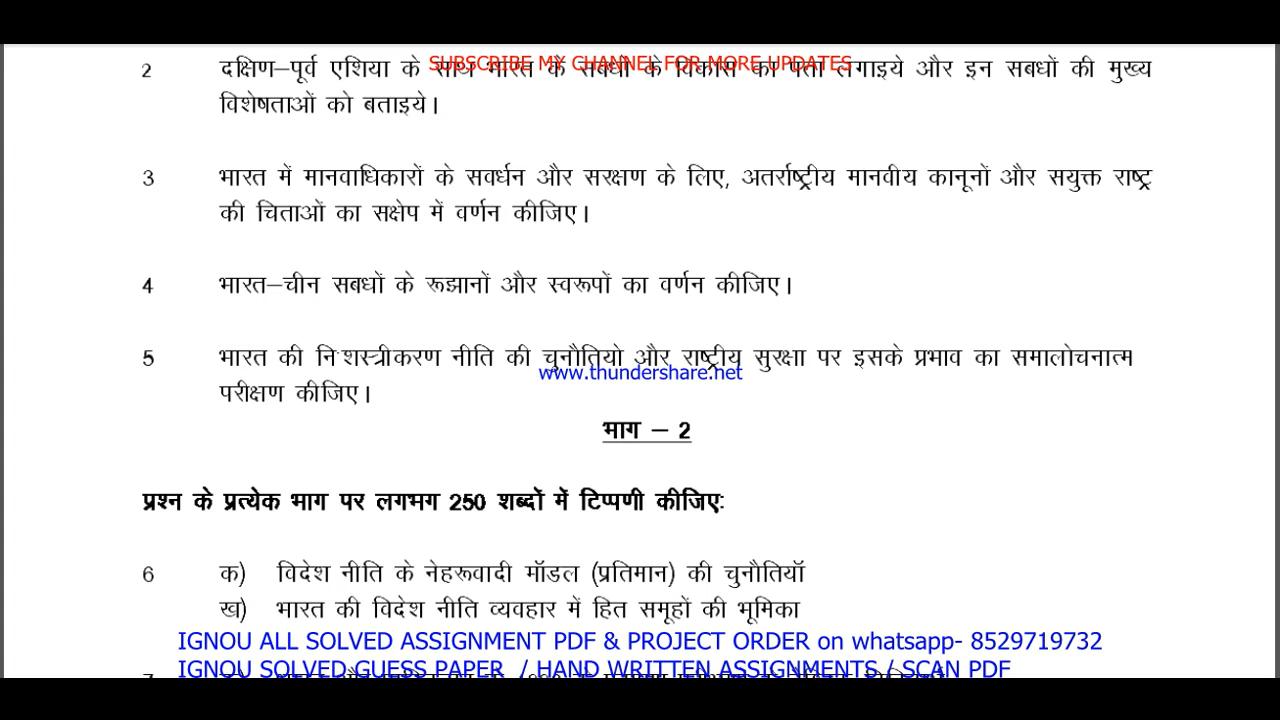 SUBSCRIBE MY CHANNEL FOR MORE UPDATES
2 दक्षिण–पूर्व एशिया के साथ भारत के सबधों के विकास का पता लगाइये और इन सबधों की मुख्य
विशेषताओं को बताइये।
3 भारत में मानवाधिकारों के सवर्धन और सरक्षण के लिए, अतर्राष्ट्रीय मानवीय कानूनों और सयुक्त राष्ट्र
की चिताओं का सक्षेप में वर्णन कीजिए।
4 भारत–चीन सबधों के रूझानों और स्वरूपों का वर्णन कीजिए।
5 भारत की निःशस्त्रीकरण नीति की चुनौतियो और राष्ट्रीय सुरक्षा पर इसके प्रभाव का समालोचनात्म
www.thundershare.net
परीक्षण कीजिए।
भाग – 2
प्रश्न के प्रत्येक भाग पर लगभग 250 शब्दों में टिप्पणी कीजिए:
6 क) विदेश नीति के नेहरूवादी मॉडल (प्रतिमान) की चुनौतियॉ
ख) भारत की विदेश नीति व्यवहार में हित समूहों की भूमिका
IGNOU ALL SOLVED ASSIGNMENT PDF & PROJECT ORDER on whatsapp- 8529719732
IGNOU SOLVED GUESS PAPER / HAND WRITTEN ASSIGNMENTS / SCAN PDF